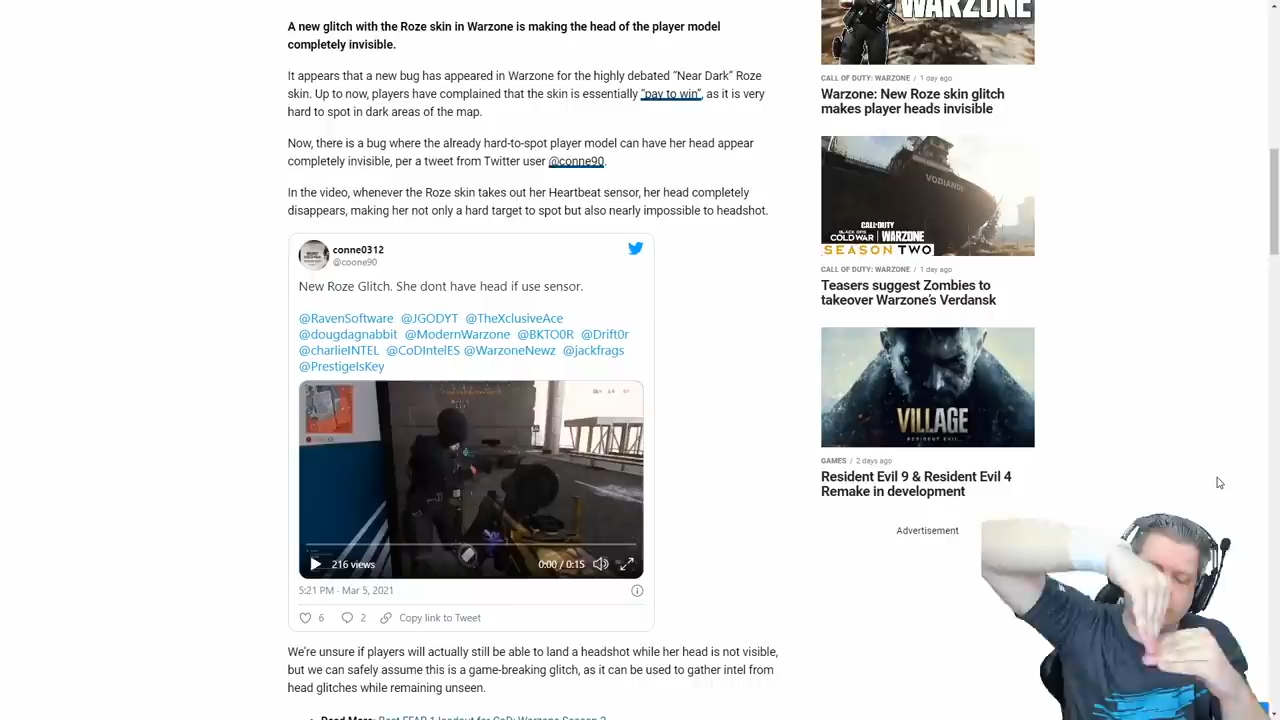 A new glitch with the Roze skin in Warzone is making the head of the player model
completely invisible.
It appears that a new bug has appeared in Warzone for the highly debated “Near Dark” Roze
skin. Up to now, players have complained that the skin is essentially “pay to win”, as it is very
hard to spot in dark areas of the map.
Now, there is a bug where the already hard-to-spot player model can have her head appear
completely invisible, per a tweet from Twitter user @conne90.
In the video, whenever the Roze skin takes out her Heartbeat sensor, her head completely
disappears, making her not only a hard target to spot but also nearly impossible to headshot.
conne0312
@coone90
New Roze Glitch. She dont have head if use sensor.
@RavenSoftware @JGODYT @TheXclusiveAce
@dougdagnabbit @ModernWarzone @BKTO0R @Drift0r
@charlieINTEL @CoDIntelES @WarzoneNewz @jackfrags
@PrestigeIsKey
216 views
0:00 / 0:15
5:21 PM · Mar 5, 2021
6
2
Copy link to Tweet
We’re unsure if players will actually still be able to land a headshot while her head is not visible,
but we can safely assume this is a game-breaking glitch, as it can be used to gather intel from
head glitches while remaining unseen.
WARZONE
CALL OF DUTY: WARZONE / 1 day ago
Warzone: New Roze skin glitch
makes player heads invisible
VODIANOY
CALL OF DUTY
BLACK OPS
COLD WAR | WARZONE
SEASON TWO
CALL OF DUTY: WARZONE / 1 day ago
Teasers suggest Zombies to
takeover Warzone’s Verdansk
VILLAGE
RESIDENT EVIL
GAMES / 2 days ago
Resident Evil 9 & Resident Evil 4
Remake in development
Advertisement